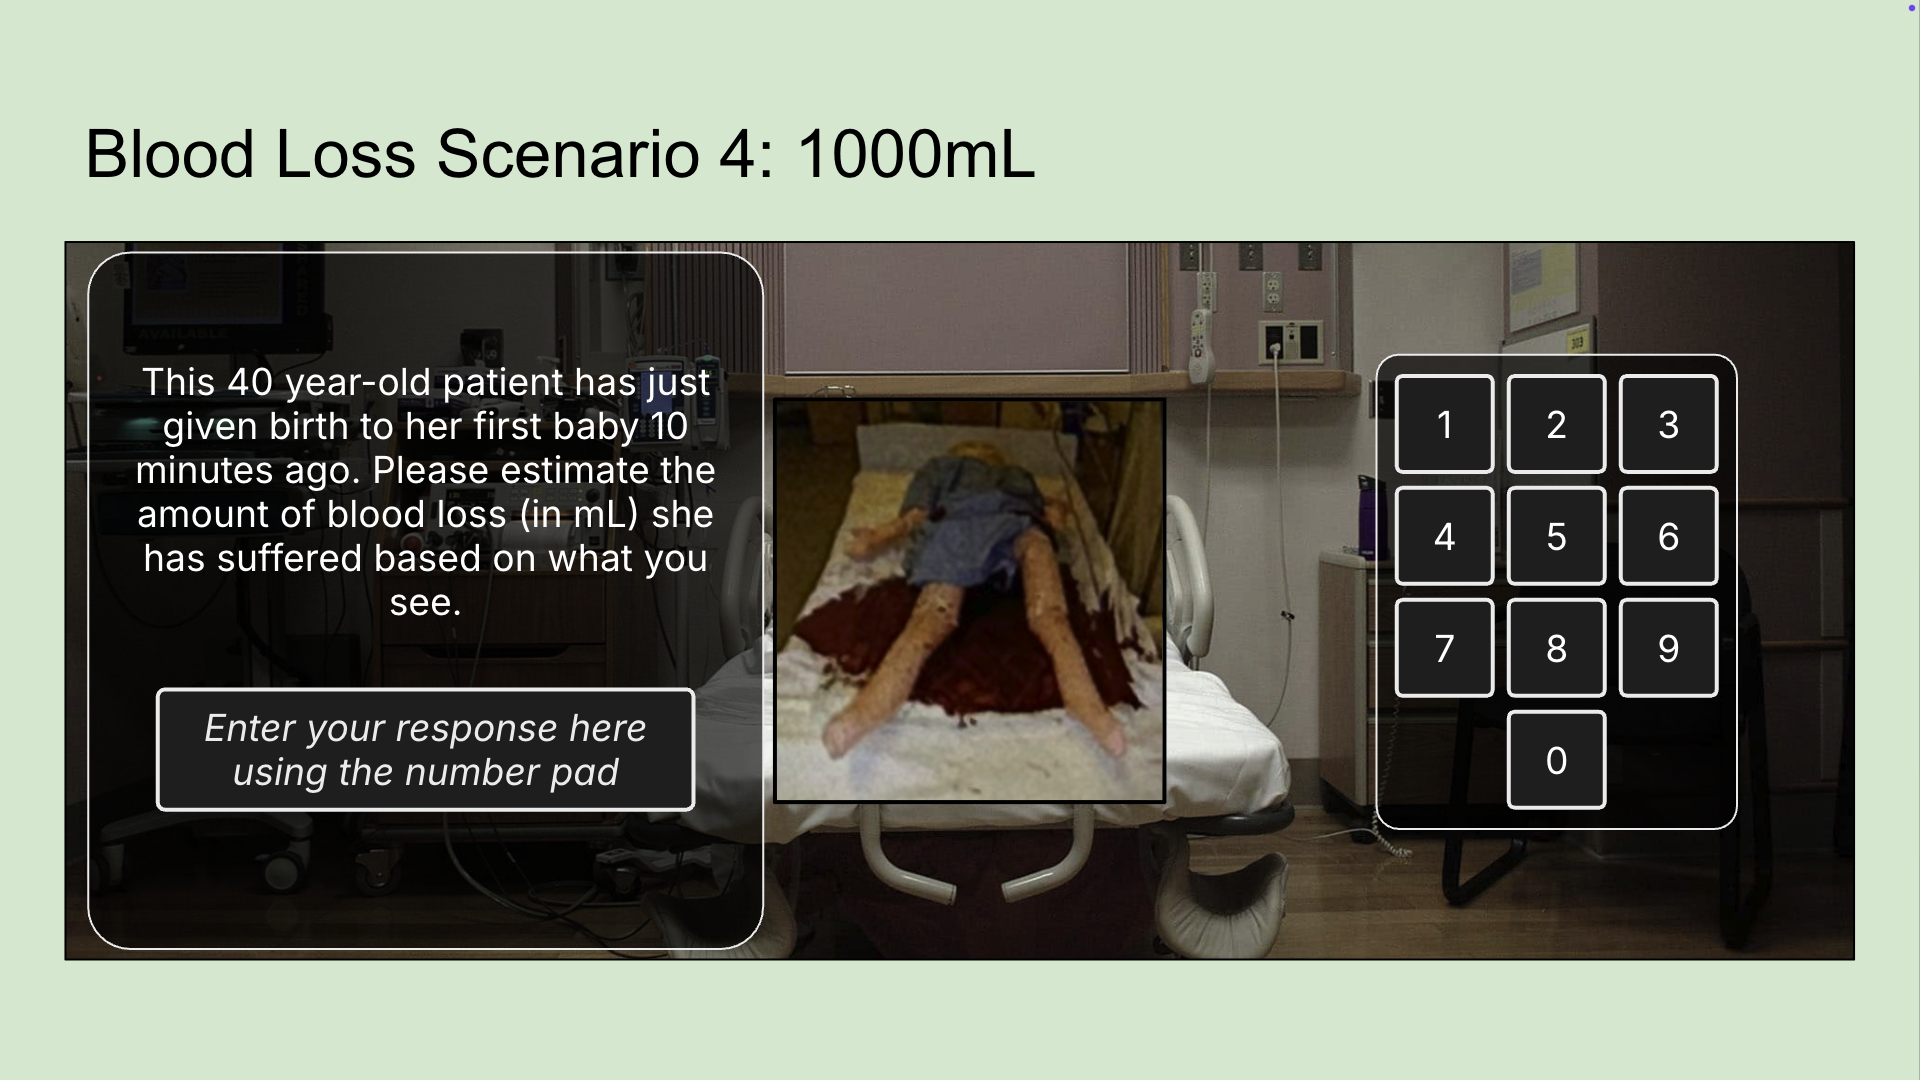 Blood Loss Scenario 4: 1000mL
AVAILABLE
This 40 year-old patient has just
given birth to her first baby 10
minutes ago. Please estimate the
amount of blood loss (in mL) she
has suffered based on what you
see.
Enter your response here
using the number pad
303
1 2 3
4 5 6
7 8 9
0